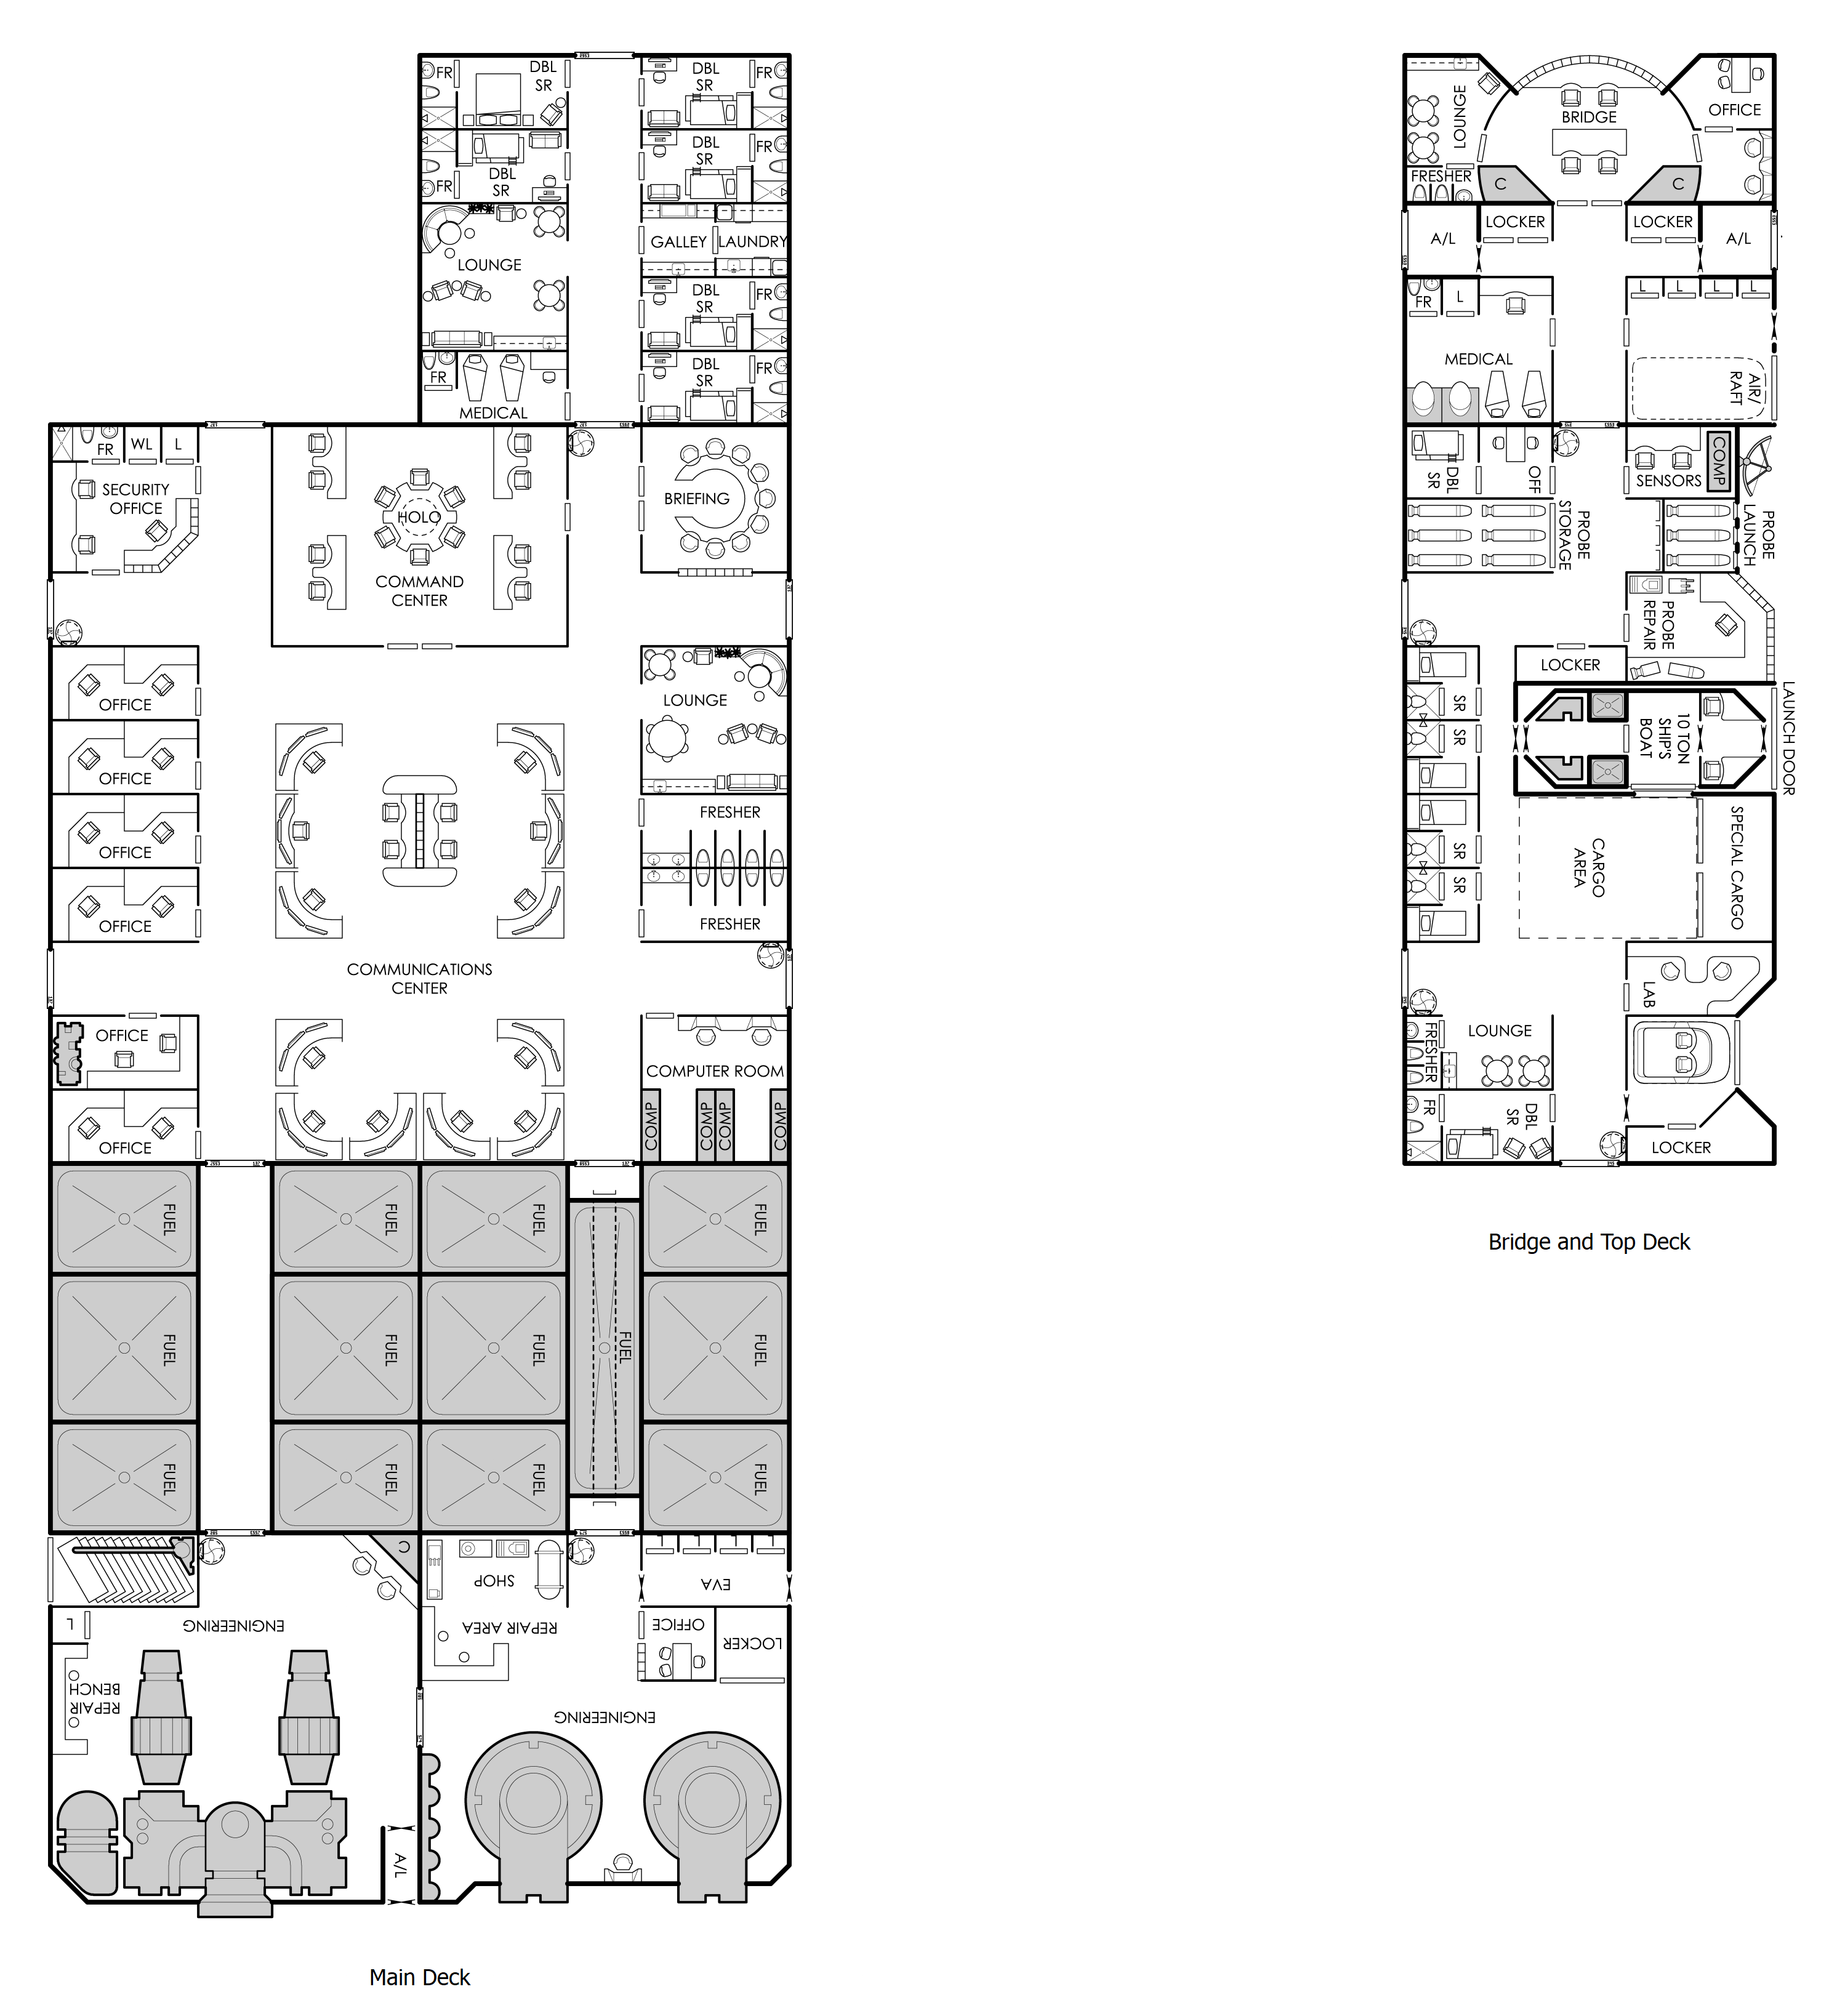 FR
DBL
SR
DBL
SR
FR
FR
DBL
SR
DBL
SR
FR
LOUNGE
GALLEY
LAUNDRY
DBL
SR
FR
FR
MEDICAL
DBL
SR
FR
FR
WL
L
SECURITY
OFFICE
HOLO
COMMAND
CENTER
BRIEFING
OFFICE
OFFICE
OFFICE
OFFICE
LOUNGE
FRESHER
FRESHER
COMMUNICATIONS
CENTER
OFFICE
OFFICE
COMPUTER ROOM
COMP
COMP
COMP
COMP
FUEL
FUEL
FUEL
FUEL
FUEL
FUEL
FUEL
FUEL
FUEL
FUEL
FUEL
FUEL
FUEL
C
SHOP
L
L
L
L
EVA
L
ENGINEERING
REPAIR AREA
OFFICE
LOCKER
REPAIR
BENCH
ENGINEERING
A/L
Main Deck
LOUNGE
BRIDGE
OFFICE
FRESHER
C
C
A/L
LOCKER
LOCKER
A/L
FR
L
L
L
L
L
MEDICAL
AIR/
RAFT
DBL
SR
OFF
SENSORS
COMP
PROBE
STORAGE
PROBE
LAUNCH
PROBE
REPAIR
LOCKER
SR
SR
10 TON
SHIP'S
BOAT
LAUNCH DOOR
SR
SR
CARGO
AREA
SPECIAL CARGO
LAB
LOUNGE
FRESHER
FR
DBL
SR
LOCKER
Bridge and Top Deck